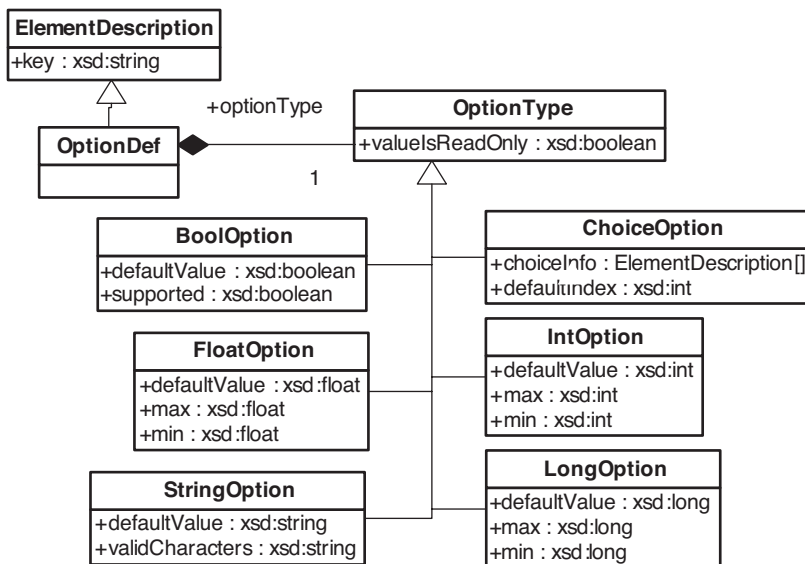 ElementDescription
+key : xsd:string
OptionDef
+optionType
1
OptionType
+valueIsReadOnly : xsd:boolean
BoolOption
+defaultValue : xsd:boolean
+supported : xsd:boolean
ChoiceOption
+choiceInfo : ElementDescription[]
+defaultIndex : xsd:int
FloatOption
+defaultValue : xsd:float
+max : xsd:float
+min : xsd:float
IntOption
+defaultValue : xsd:int
+max : xsd:int
+min : xsd:int
StringOption
+defaultValue : xsd:string
+validCharacters : xsd:string
LongOption
+defaultValue : xsd:long
+max : xsd:long
+min : xsd:long